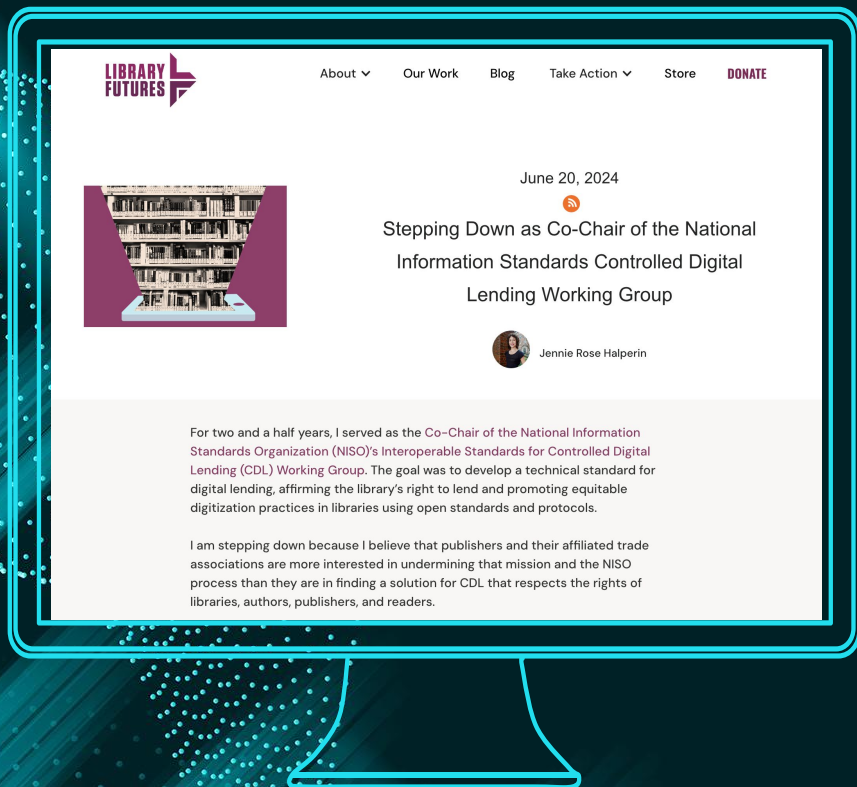 LIBRARY
FUTURES
About
Our Work
Blog
Take Action
Store
DONATE
June 20, 2024
Stepping Down as Co-Chair of the National
Information Standards Controlled Digital
Lending Working Group
Jennie Rose Halperin
For two and a half years, I served as the Co-Chair of the National Information
Standards Organization (NISO)'s Interoperable Standards for Controlled Digital
Lending (CDL) Working Group. The goal was to develop a technical standard for
digital lending, affirming the library's right to lend and promoting equitable
digitization practices in libraries using open standards and protocols.
I am stepping down because I believe that publishers and their affiliated trade
associations are more interested in undermining that mission and the NISO
process than they are in finding a solution for CDL that respects the rights of
libraries, authors, publishers, and readers.